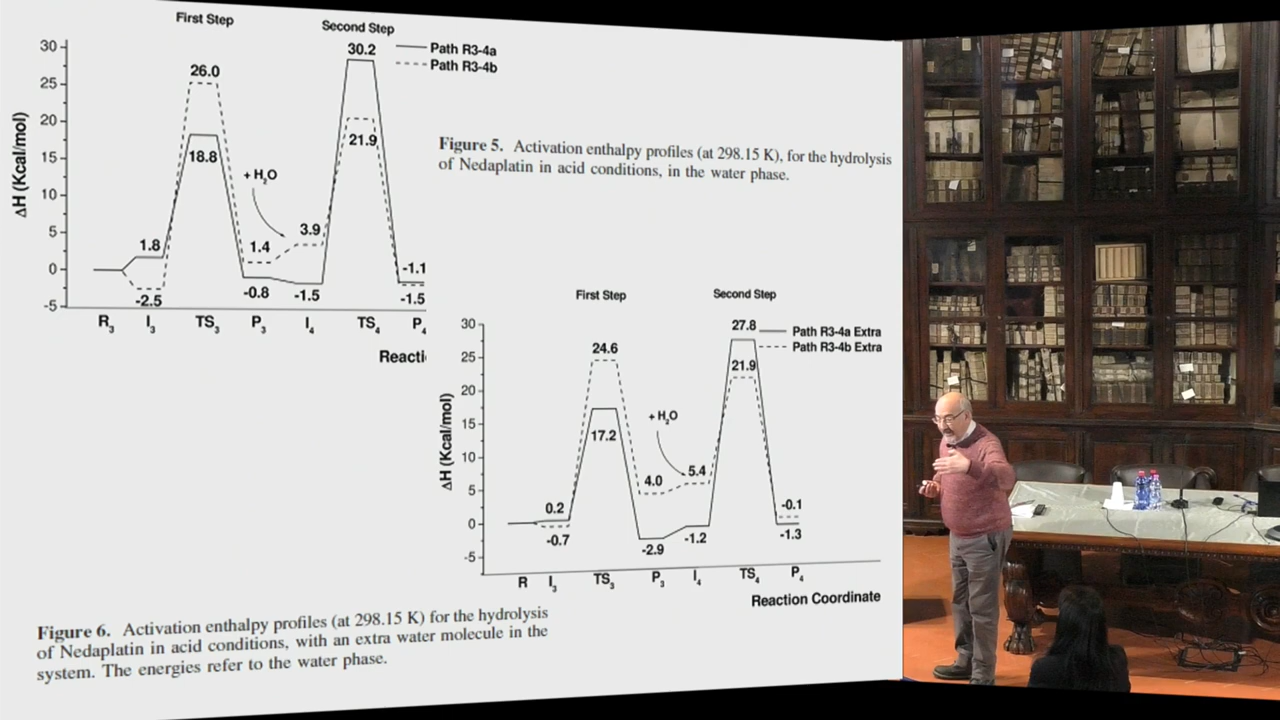 First Step
Second Step
30.2
Path R3-4a
Path R3-4b
26.0
18.8
21.9
+ H2O
3.9
1.8
1.4
-2.5
-0.8
-1.5
-1.1
-1.5
30
25
20
15
10
5
0
-5
ΔH (Kcal/mol)
R3 I3 TS3 P3 I4 TS4 P4
Reacti
Figure 5. Activation enthalpy profiles (at 298.15 K), for the hydrolysis
of Nedaplatin in acid conditions, in the water phase.
First Step
Second Step
27.8
Path R3-4a Extra
Path R3-4b Extra
24.6
21.9
17.2
+ H2O
5.4
4.0
0.2
-0.7
-2.9
-1.2
-0.1
-1.3
30
25
20
15
10
5
0
-5
ΔH (Kcal/mol)
R I3 TS3 P3 I4 TS4 P4
Reaction Coordinate
Figure 6. Activation enthalpy profiles (at 298.15 K) for the hydrolysis
of Nedaplatin in acid conditions, with an extra water molecule in the
system. The energies refer to the water phase.